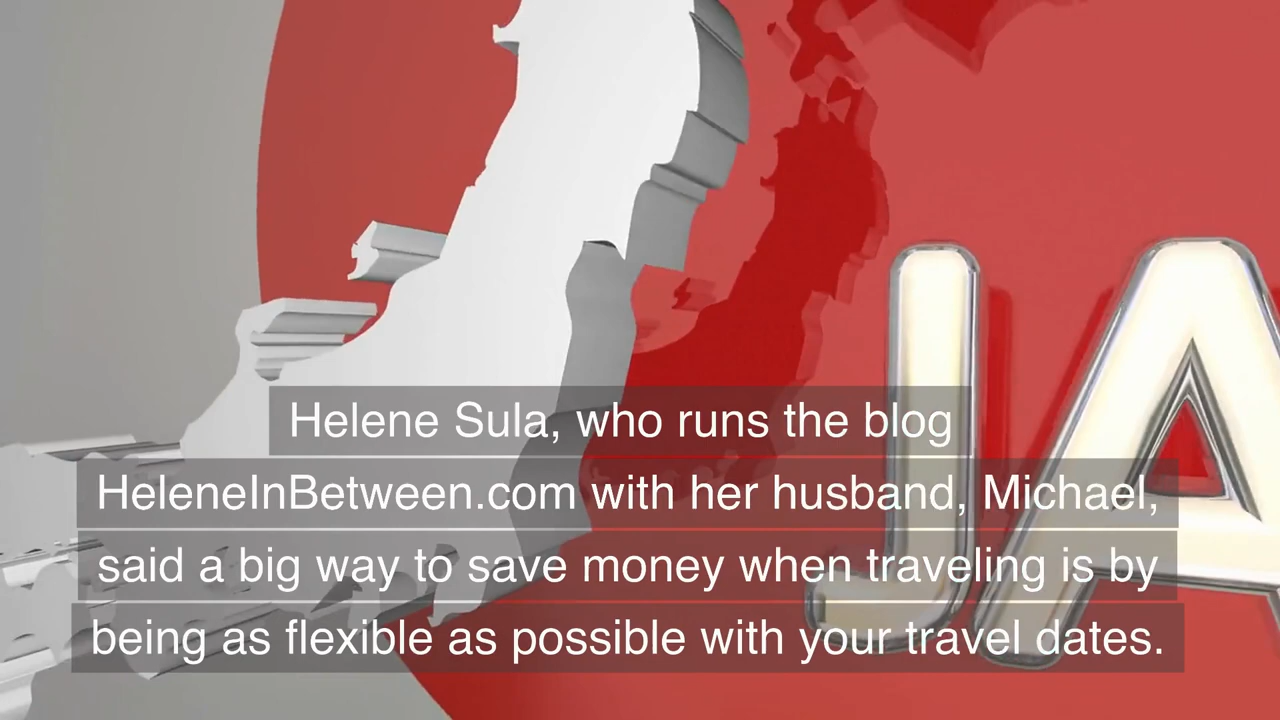 JA
Helene Sula, who runs the blog
HeleneInBetween.com with her husband, Michael,
said a big way to save money when traveling is by
being as flexible as possible with your travel dates.